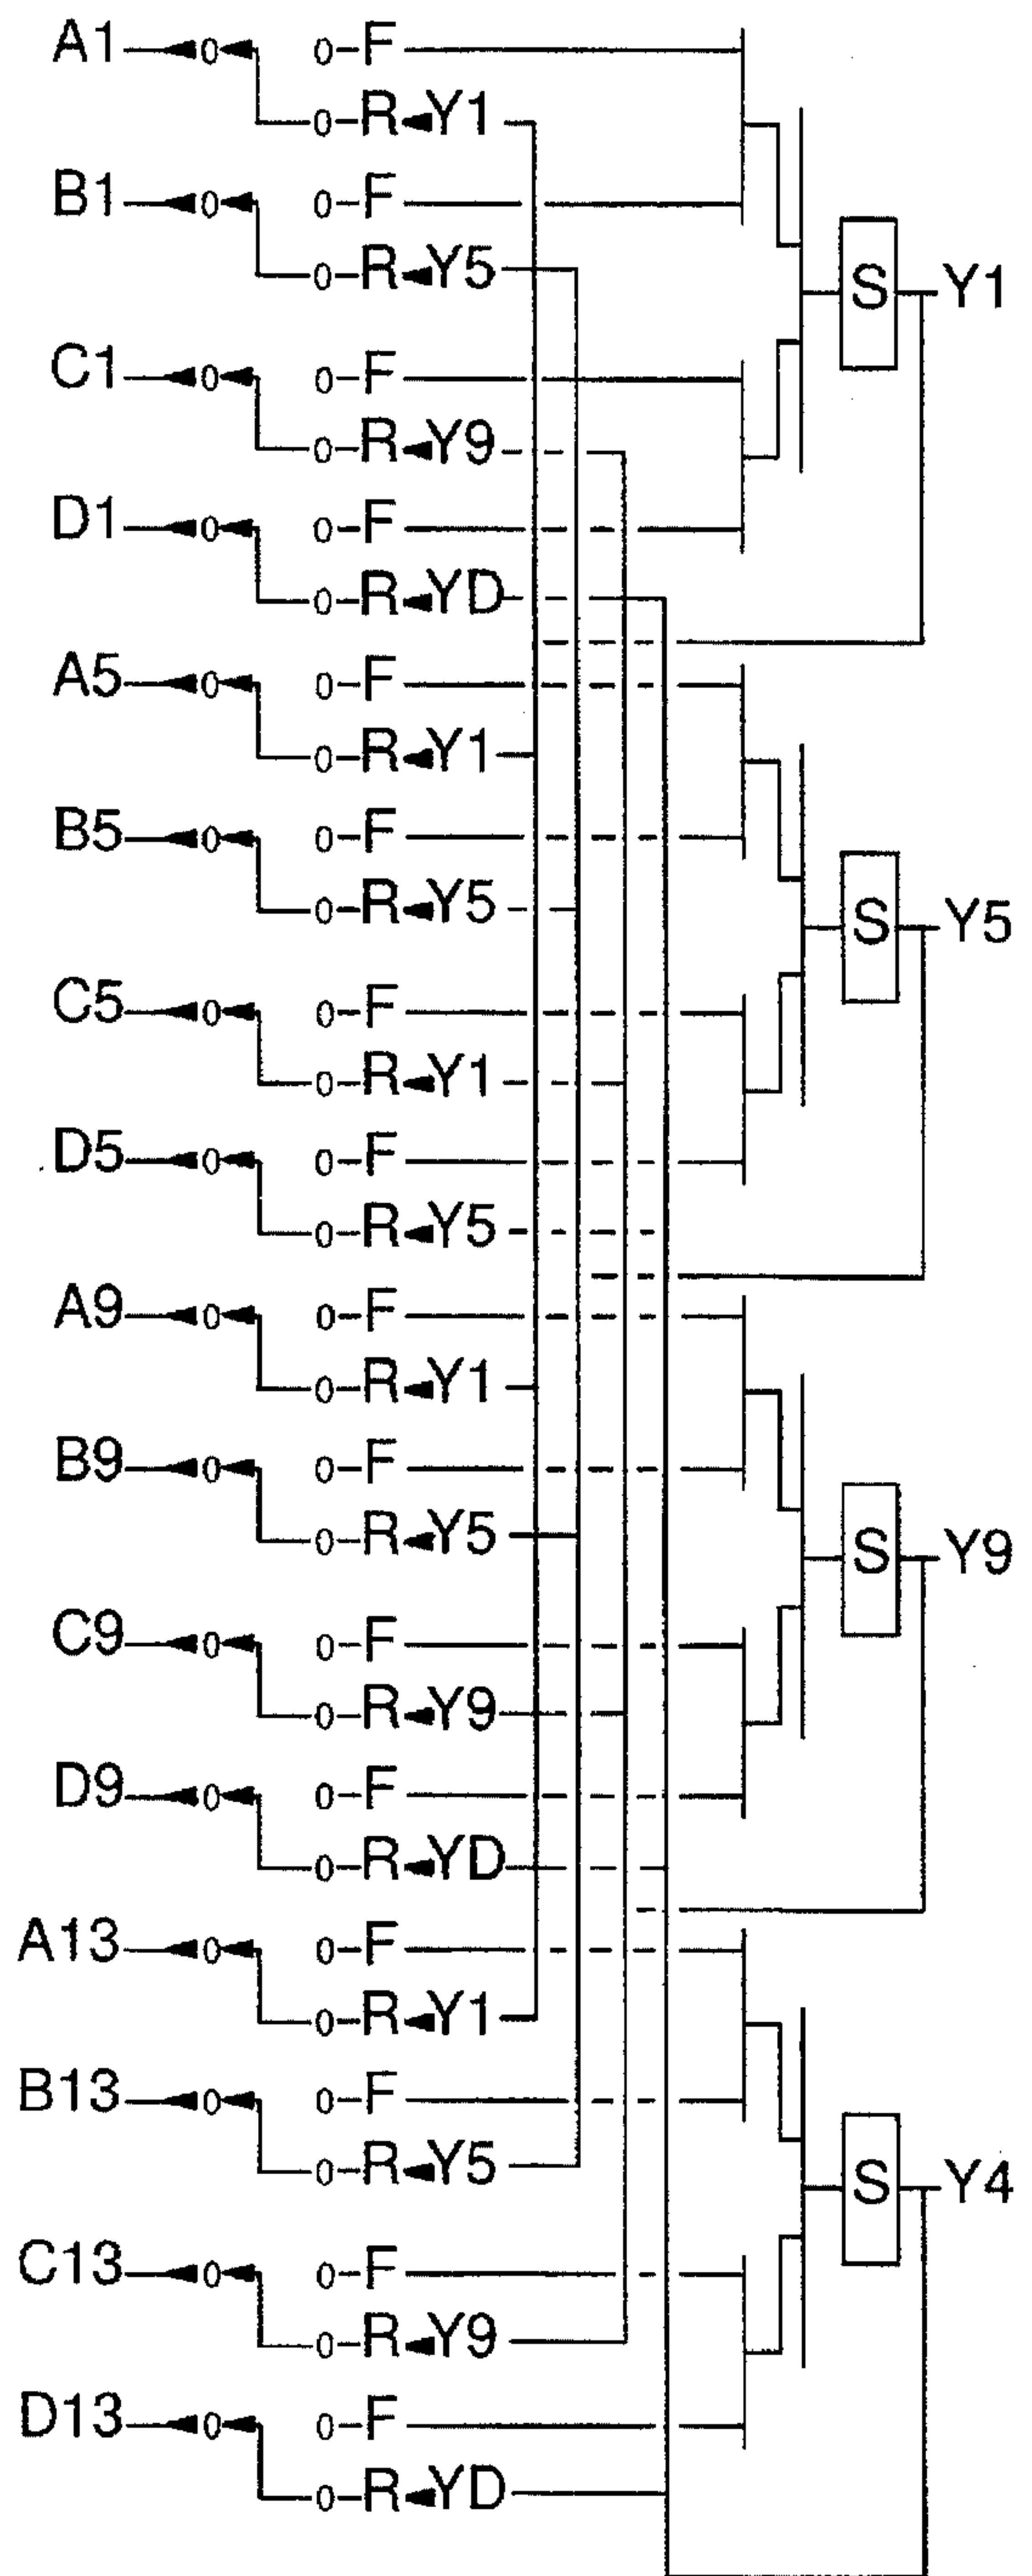 A1 0 0 F
0 R Y1
B1 0 0 F
0 R Y5
S Y1
C1 0 0 F
0 R Y9
D1 0 0 F
0 R YD
A5 0 0 F
0 R Y1
B5 0 0 F
0 R Y5
S Y5
C5 0 0 F
0 R Y1
D5 0 0 F
0 R Y5
A9 0 0 F
0 R Y1
B9 0 0 F
0 R Y5
S Y9
C9 0 0 F
0 R Y9
D9 0 0 F
0 R YD
A13 0 0 F
0 R Y1
B13 0 0 F
0 R Y5
S Y4
C13 0 0 F
0 R Y9
D13 0 0 F
0 R YD